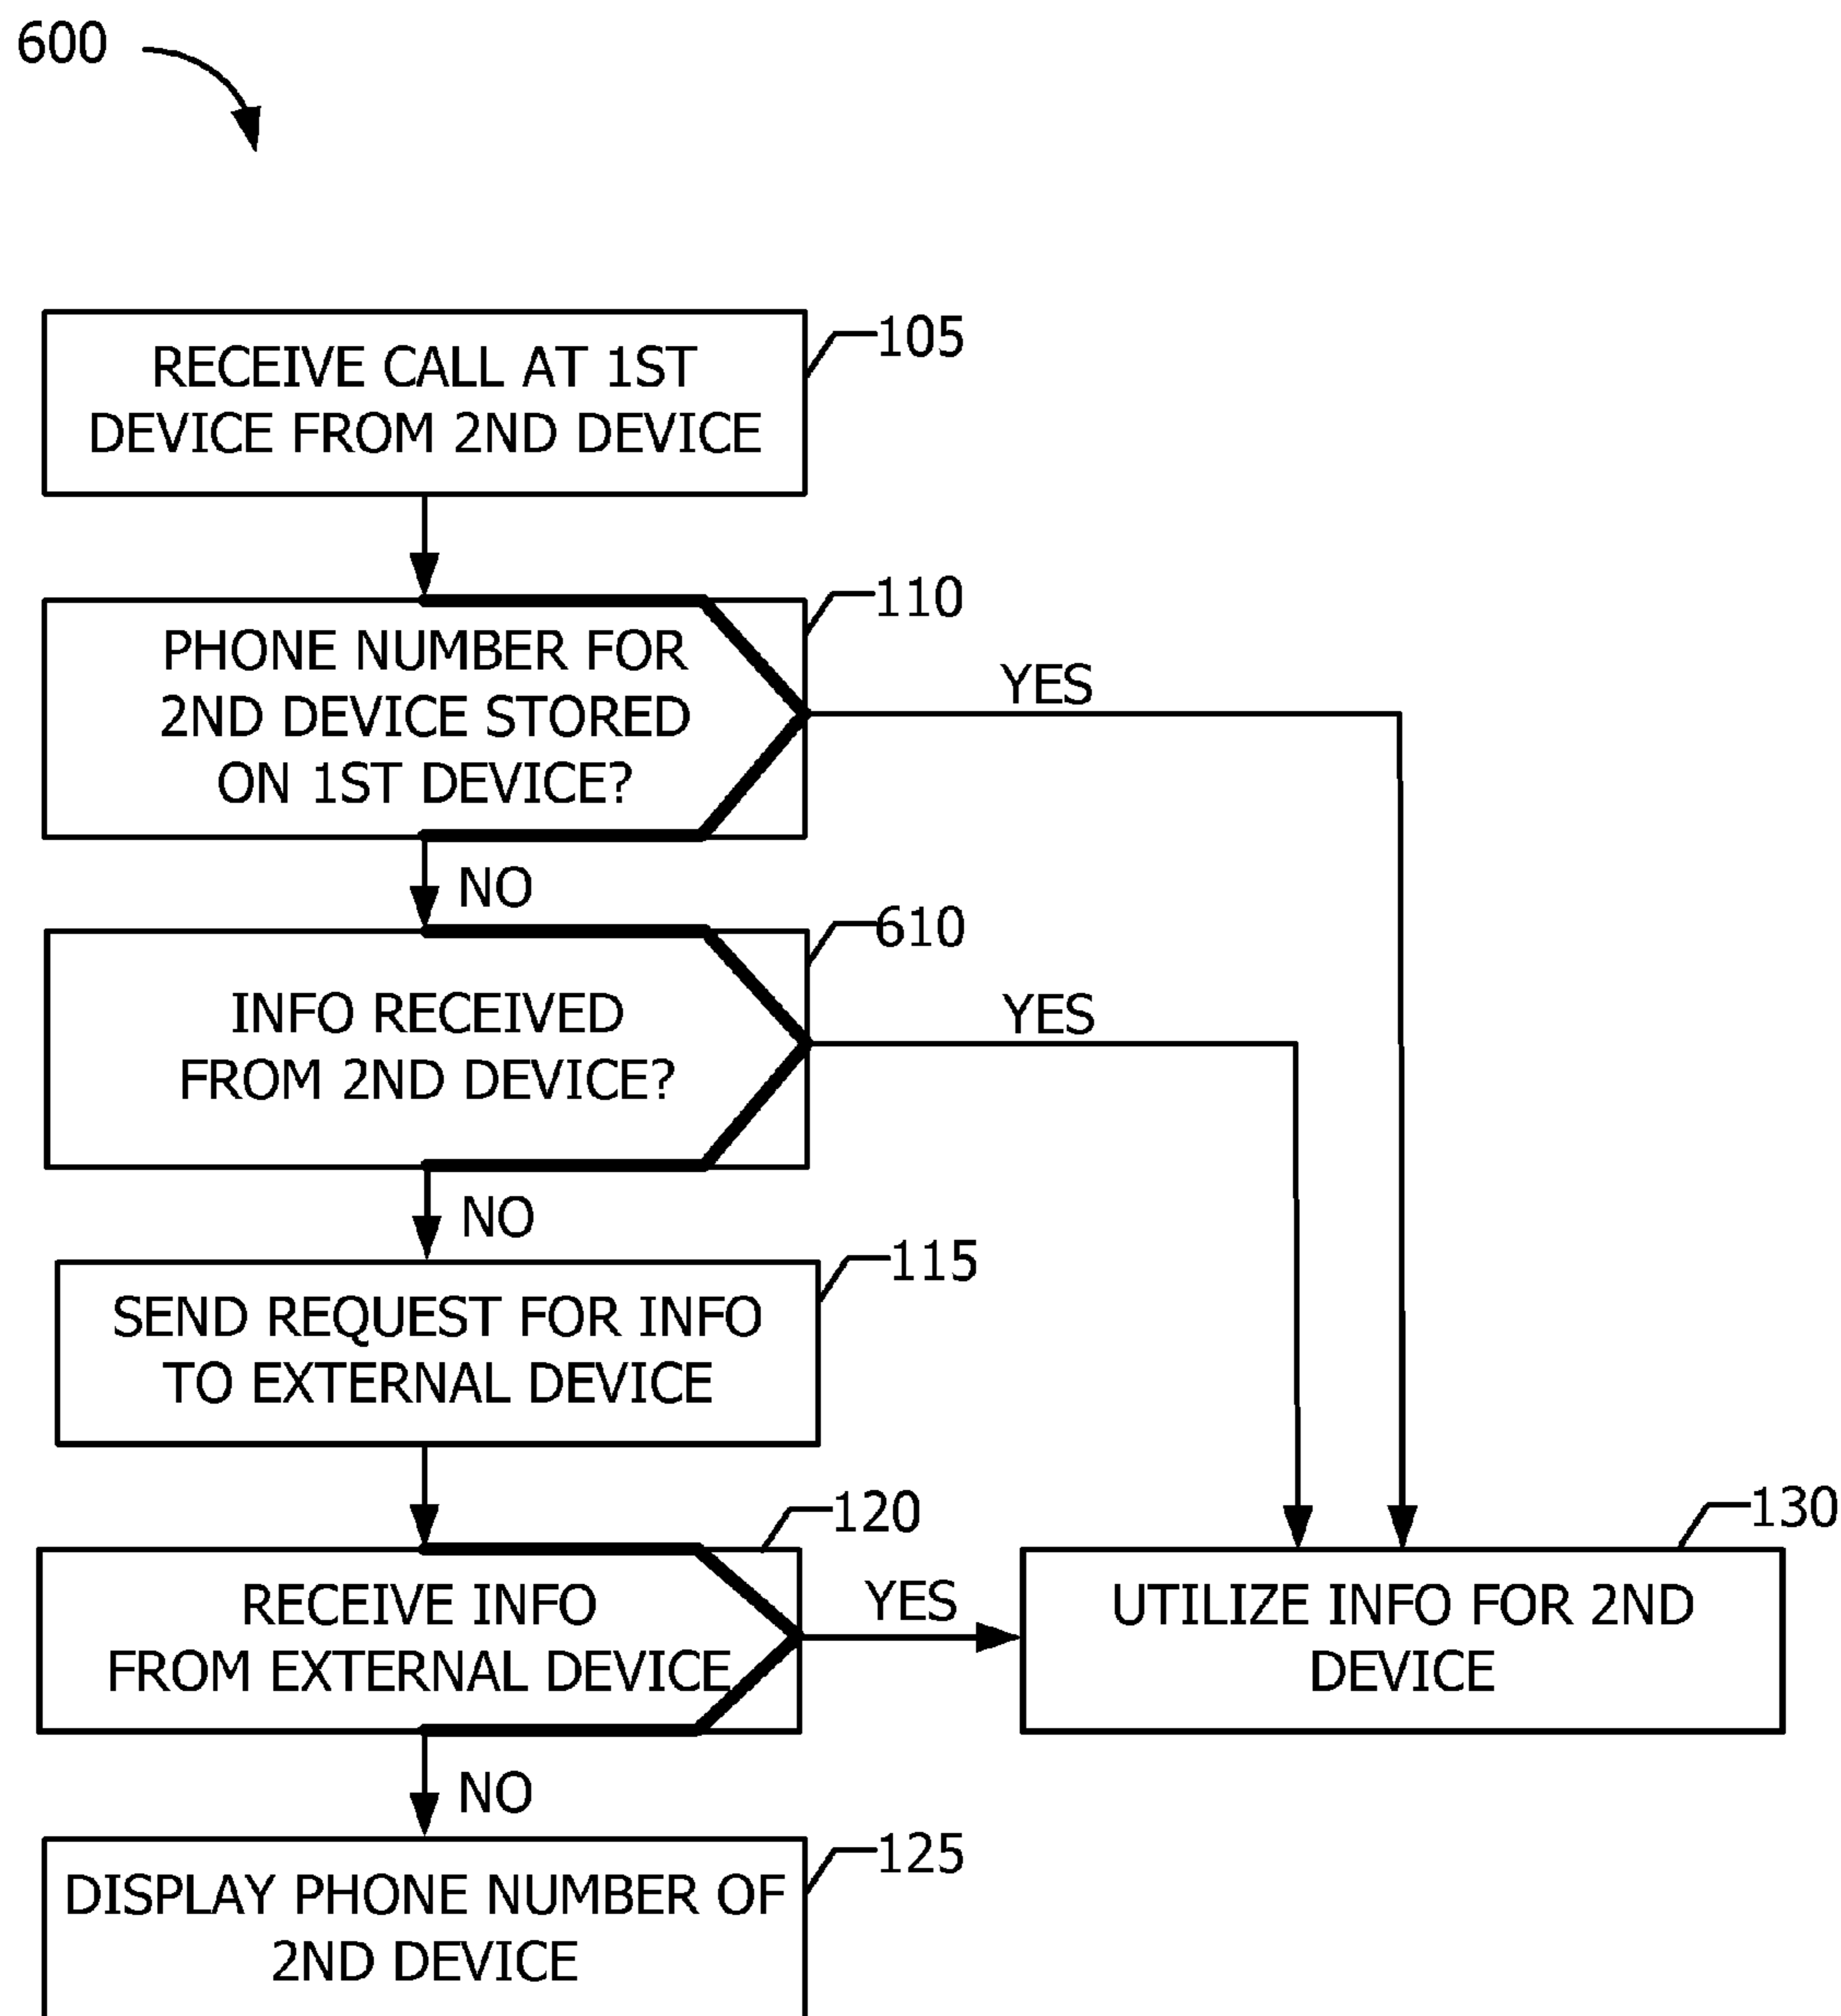 600
RECEIVE CALL AT 1ST
DEVICE FROM 2ND DEVICE
105
PHONE NUMBER FOR
2ND DEVICE STORED
ON 1ST DEVICE?
110
YES
NO
INFO RECEIVED
FROM 2ND DEVICE?
610
YES
NO
SEND REQUEST FOR INFO
TO EXTERNAL DEVICE
115
RECEIVE INFO
FROM EXTERNAL DEVICE
120
YES
UTILIZE INFO FOR 2ND
DEVICE
130
NO
DISPLAY PHONE NUMBER OF
2ND DEVICE
125